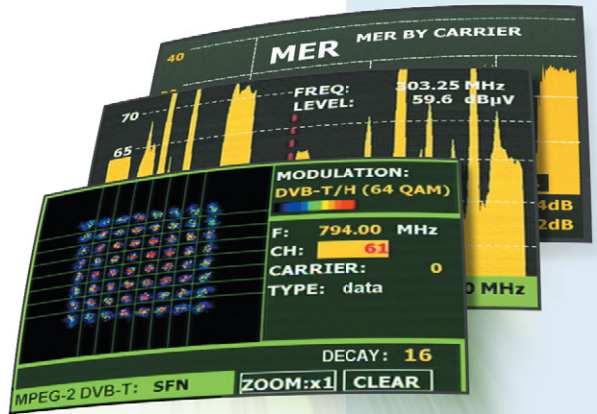 40
MER
MER BY CARRIER
70
65
FREQ: 303.25 MHz
LEVEL: 59.6 dBµV
4dB
2dB
0 MHz
MODULATION:
DVB-T/H (64 QAM)
F: 794.00 MHz
CH: 61
CARRIER: 0
TYPE: data
DECAY: 16
MPEG-2 DVB-T: SFN
ZOOM:x1
CLEAR